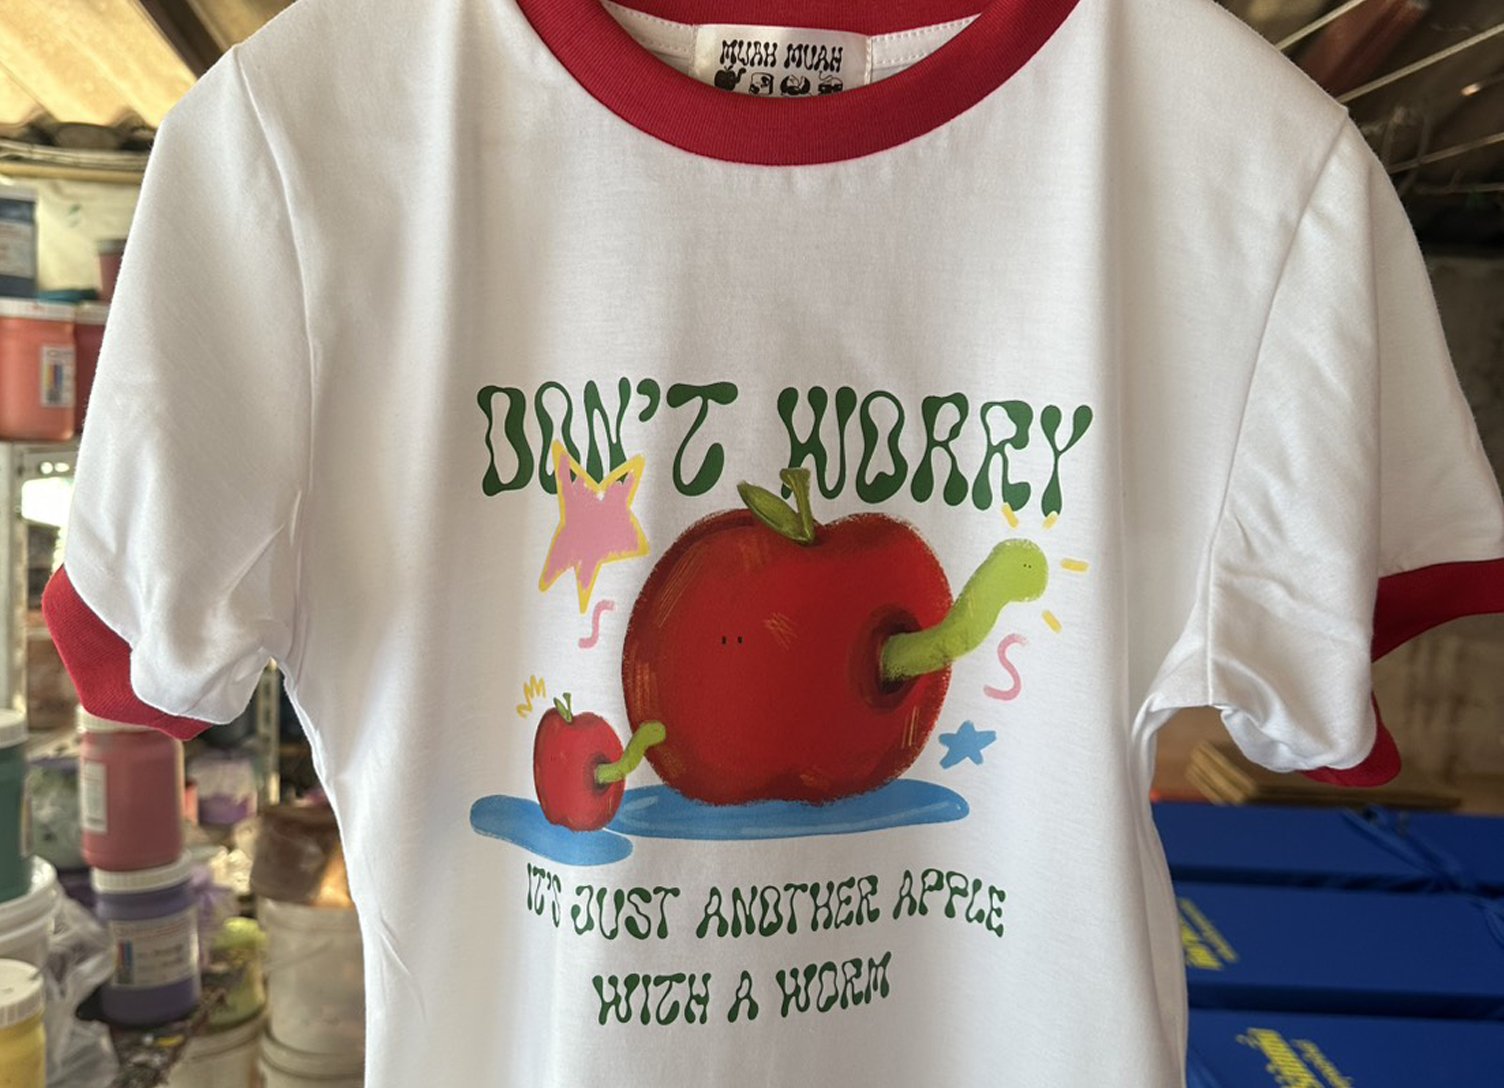 MUAH MUAH
DON'T WORRY
IT'S JUST ANOTHER APPLE
WITH A WORM